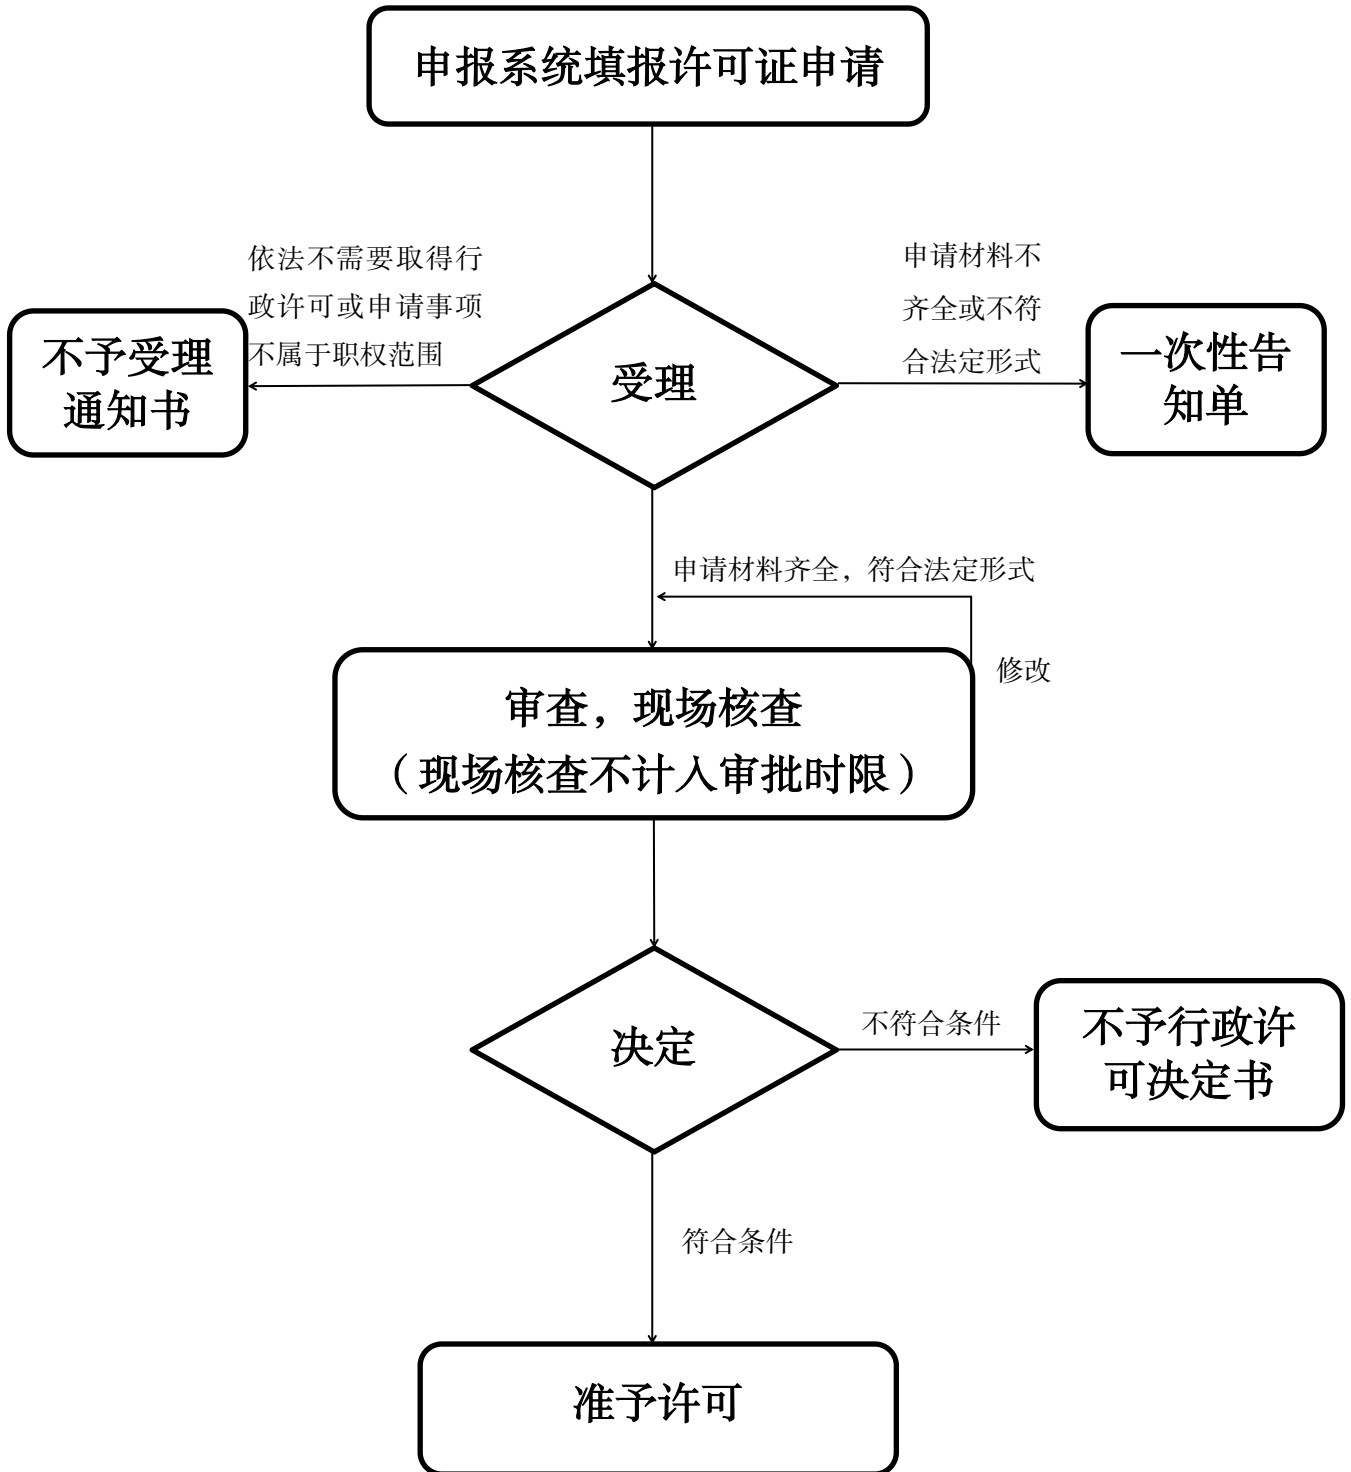 申报系统填报许可证申请
依法不需要取得行
政许可或申请事项
不属于职权范围
申请材料不
齐全或不符
合法定形式
不予受理
通知书
受理
一次性告
知单
申请材料齐全，符合法定形式
修改
审查，现场核查
（现场核查不计入审批时限）
决定
不符合条件
不予行政许
可决定书
符合条件
准予许可